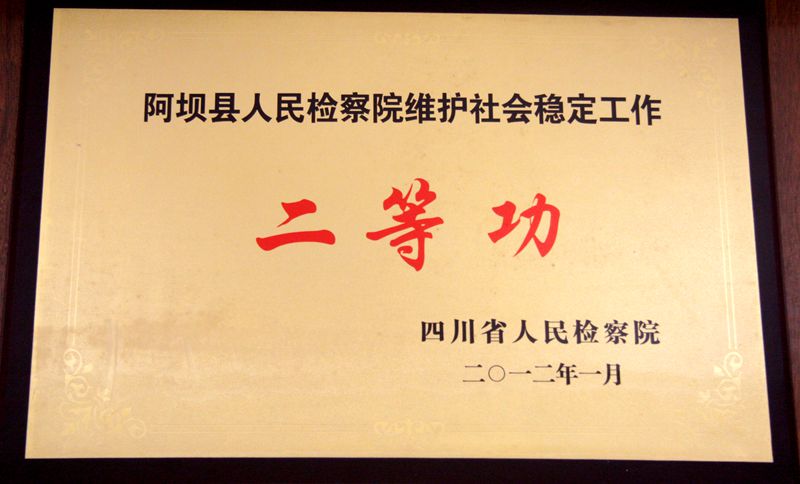 阿坝县人民检察院维护社会稳定工作
二等功
四川省人民检察院
二〇一二年一月